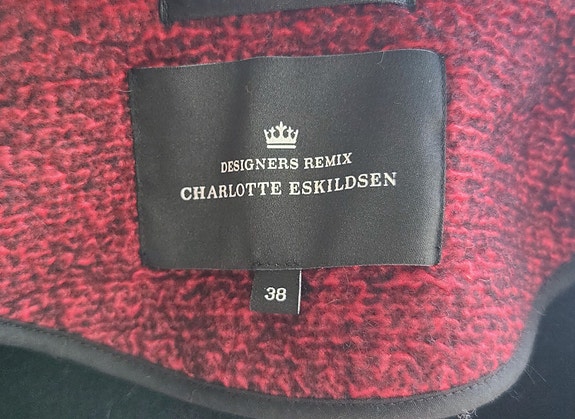 DESIGNERS REMIX
CHARLOTTE ESKILDSEN
38